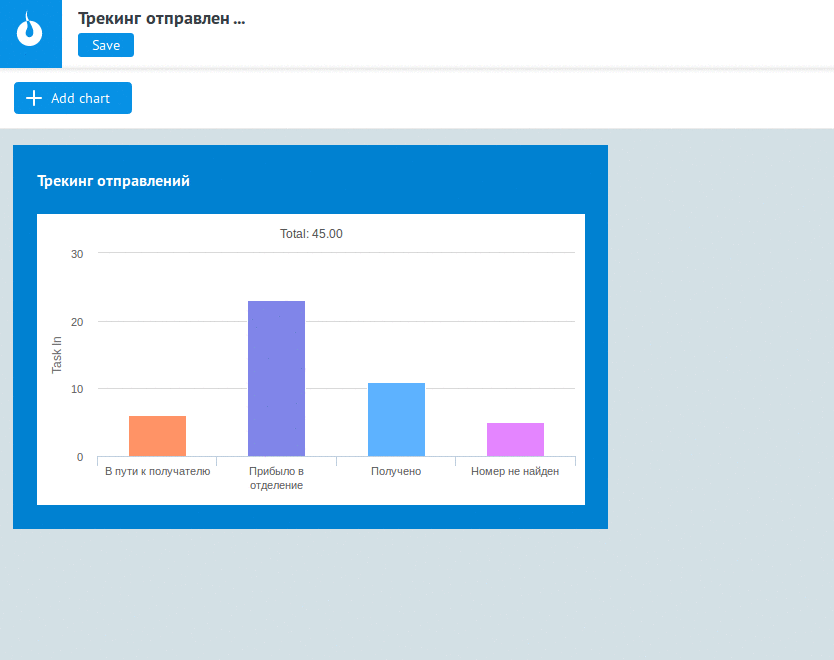 Трекинг отправлен ...
Save
Add chart
Трекинг отправлений
Total: 45.00
30
20
10
0
Task In
В пути к получателю
Прибыло в
отделение
Получено
Номер не найден